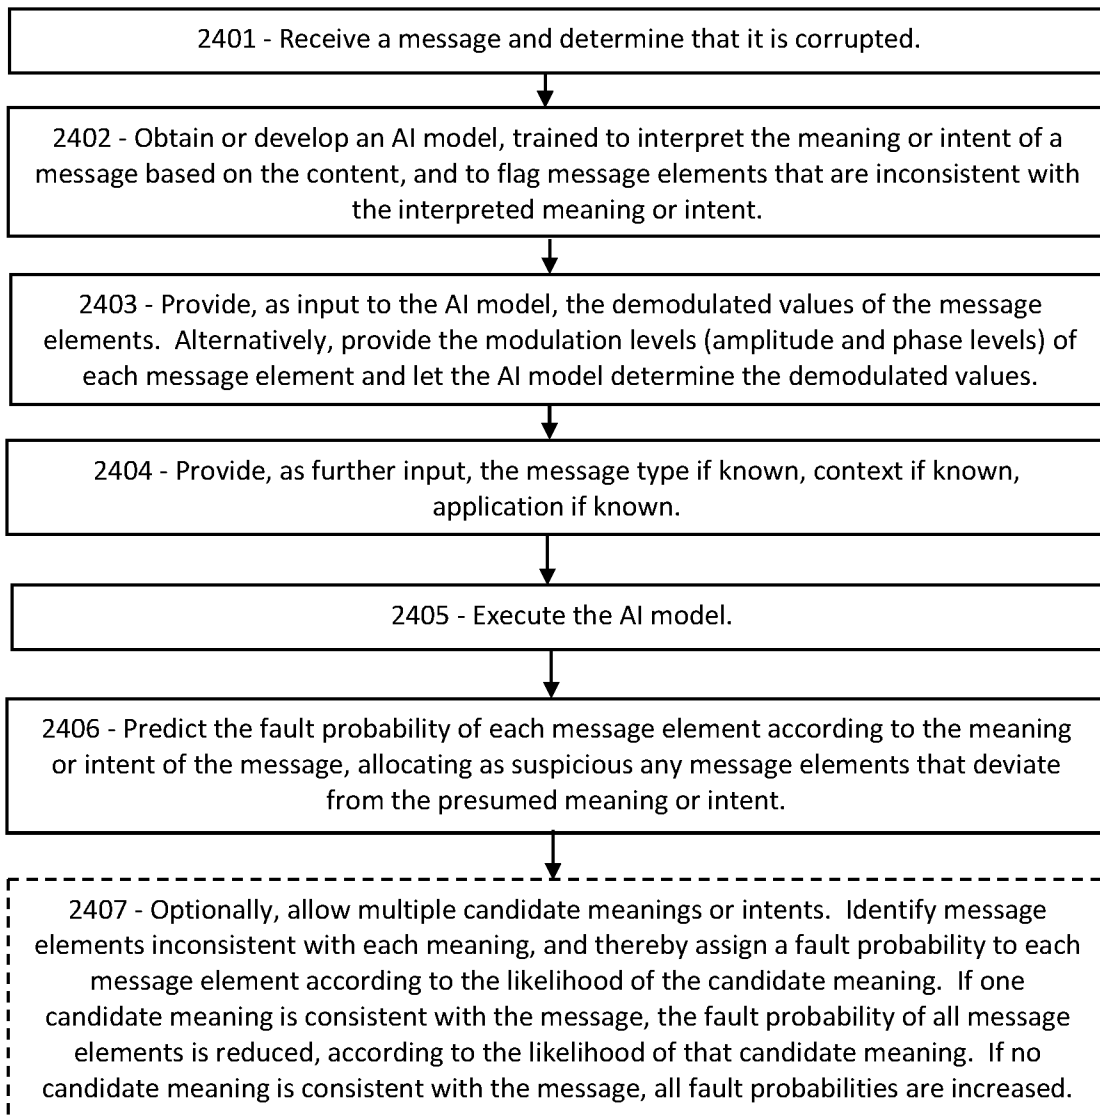 2401 - Receive a message and determine that it is corrupted.
2402 - Obtain or develop an AI model, trained to interpret the meaning or intent of a
message based on the content, and to flag message elements that are inconsistent with
the interpreted meaning or intent.
2403 - Provide, as input to the AI model, the demodulated values of the message
elements.  Alternatively, provide the modulation levels (amplitude and phase levels) of
each message element and let the AI model determine the demodulated values.
2404 - Provide, as further input, the message type if known, context if known,
application if known.
2405 - Execute the AI model.
2406 - Predict the fault probability of each message element according to the meaning
or intent of the message, allocating as suspicious any message elements that deviate
from the presumed meaning or intent.
2407 - Optionally, allow multiple candidate meanings or intents.  Identify message
elements inconsistent with each meaning, and thereby assign a fault probability to each
message element according to the likelihood of the candidate meaning.  If one
candidate meaning is consistent with the message, the fault probability of all message
elements is reduced, according to the likelihood of that candidate meaning.  If no
candidate meaning is consistent with the message, all fault probabilities are increased.